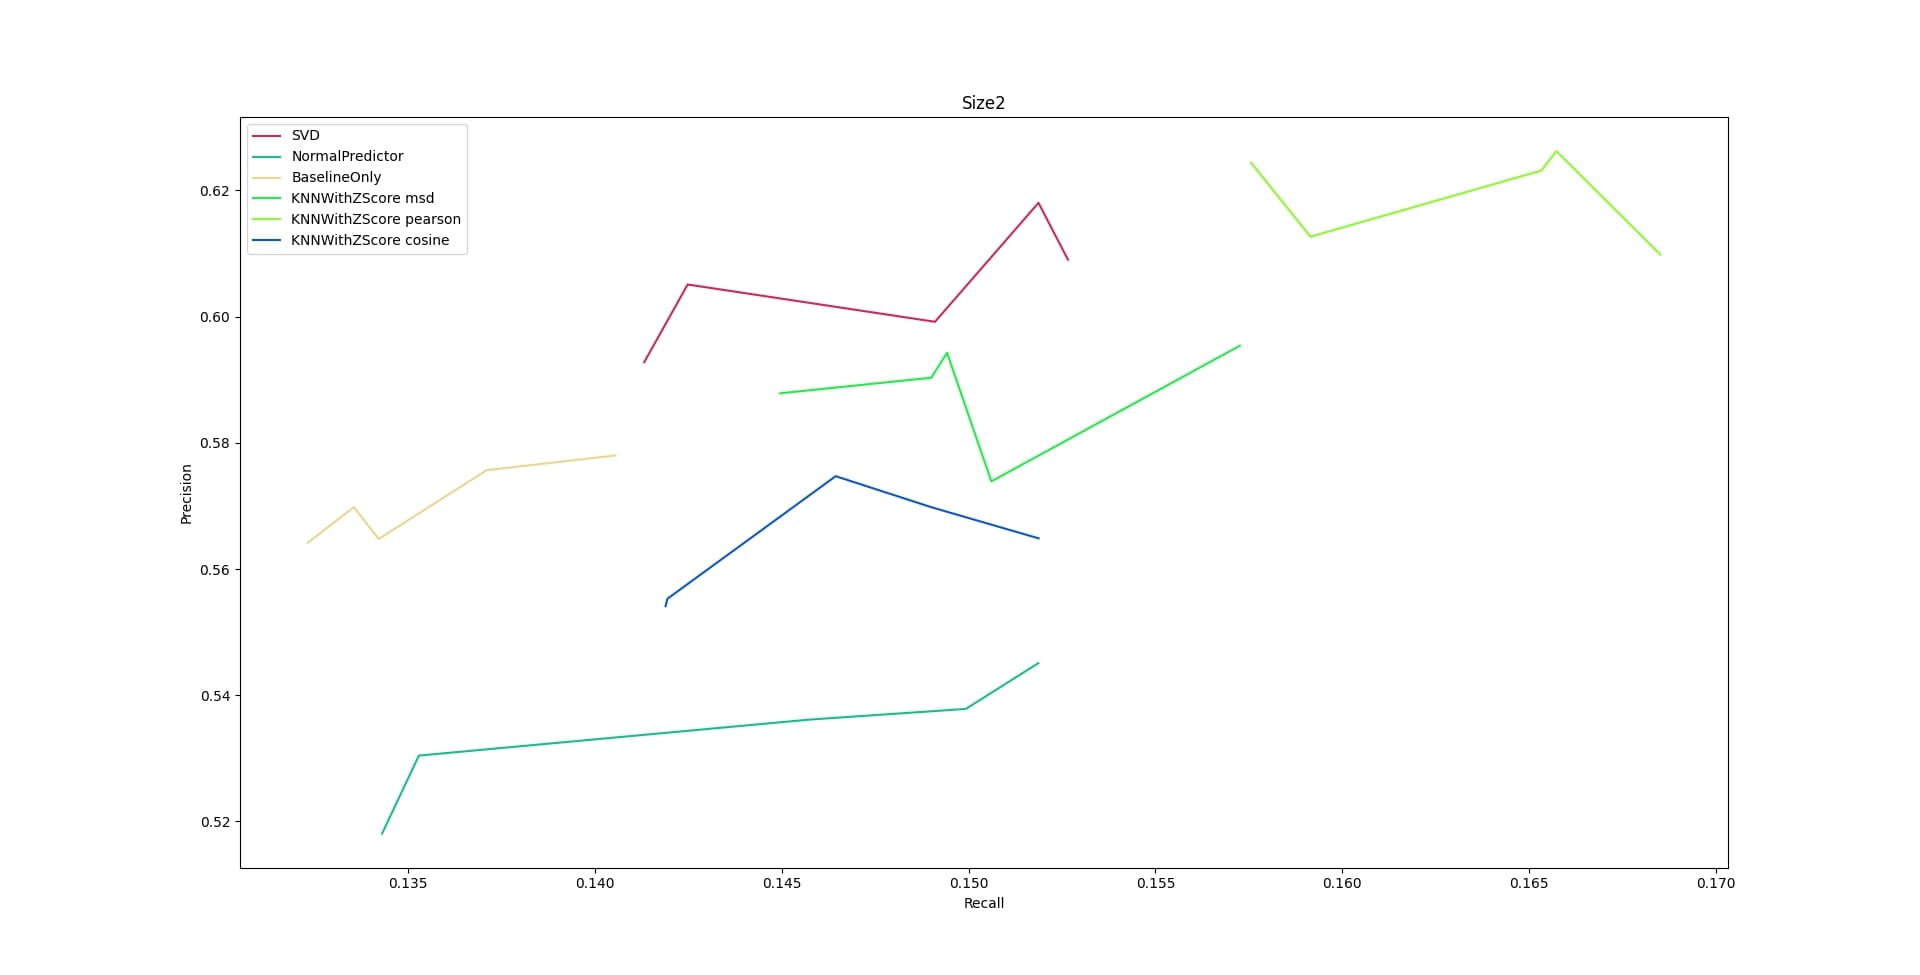 Size2
SVD
NormalPredictor
BaselineOnly
KNNWithZScore msd
KNNWithZScore pearson
KNNWithZScore cosine
0.62
0.60
0.58
0.56
0.54
0.52
Precision
0.135 0.140 0.145 0.150 0.155 0.160 0.165 0.170
Recall